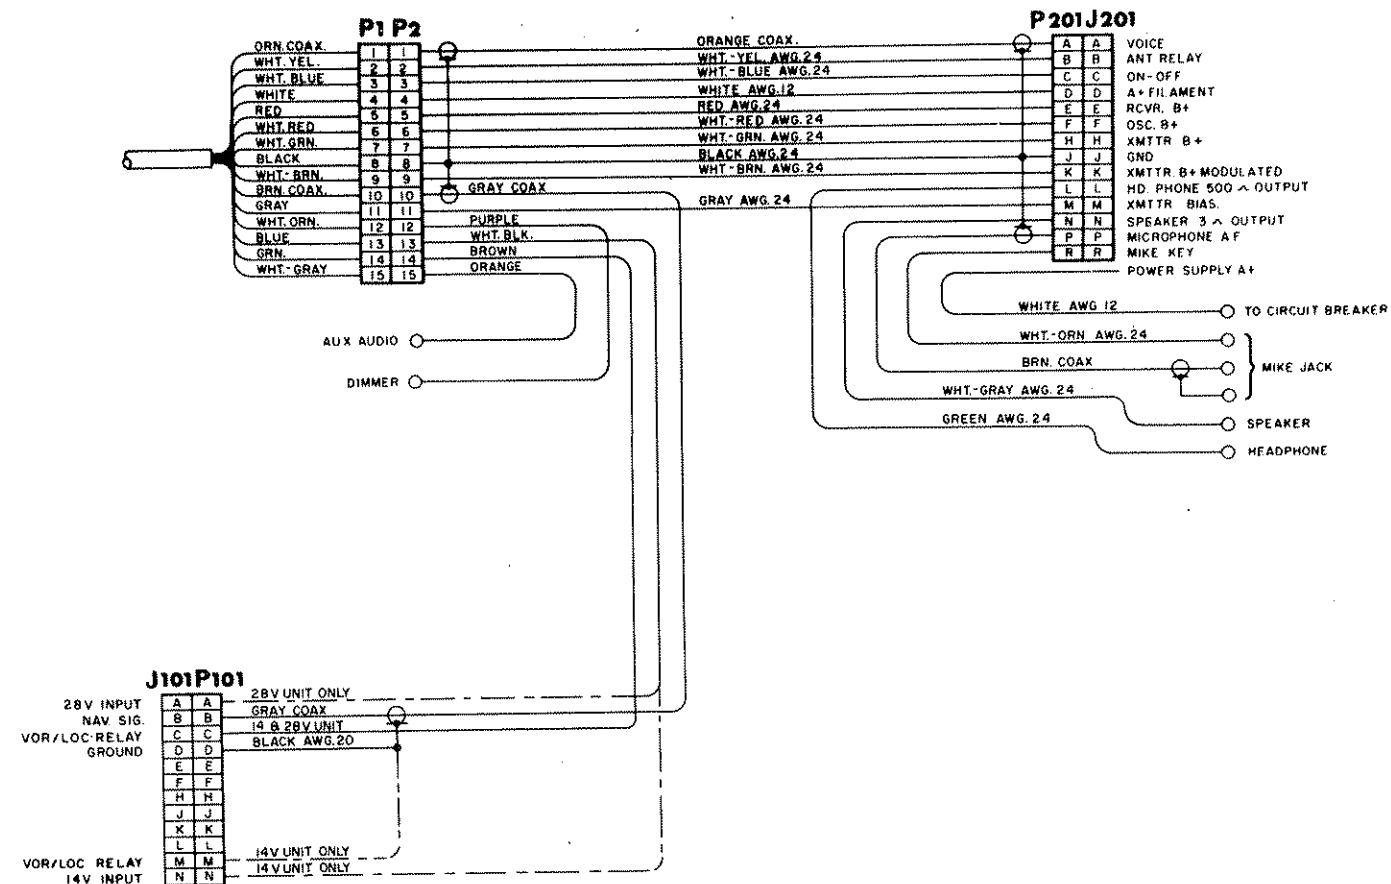 P1 P2
ORN. COAX. 1 1 ORANGE COAX.
WHT. YEL. 2 2 WHT.-YEL. AWG.24
WHT. BLUE 3 3 WHT.-BLUE AWG.24
WHITE 4 4 WHITE AWG.12
RED 5 5 RED AWG.24
WHT. RED 6 6 WHT.-RED AWG.24
WHT. GRN. 7 7 WHT.-GRN. AWG.24
BLACK 8 8 BLACK AWG.24
WHT.-BRN. 9 9 WHT-BRN. AWG.24
BRN. COAX. 10 10 GRAY COAX
GRAY 11 11 GRAY AWG.24
WHT. ORN. 12 12 PURPLE
BLUE 13 13 WHT. BLK.
GRN. 14 14 BROWN
WHT.-GRAY 15 15 ORANGE
AUX AUDIO
DIMMER
P201 J201
A A VOICE
B B ANT RELAY
C C ON-OFF
D D A+ FILAMENT
E E RCVR. B+
F F OSC. B+
H H XMTTR B+
J J GND
K K XMTTR. B+ MODULATED
L L HD. PHONE 500 ㅅ OUTPUT
M M XMTTR BIAS.
N N SPEAKER 3 ㅅ OUTPUT
P P MICROPHONE AF
R R MIKE KEY
POWER SUPPLY A+
WHITE AWG 12 TO CIRCUIT BREAKER
WHT.-ORN AWG.24
BRN. COAX MIKE JACK
WHT.-GRAY AWG.24 SPEAKER
GREEN AWG.24 HEADPHONE
J101 P101
28V INPUT A A 28V UNIT ONLY
NAV. SIG. B B GRAY COAX
VOR/LOC-RELAY C C 14 & 28V UNIT
GROUND D D BLACK AWG.20
E E
F F
H H
J J
K K
L L
VOR/LOC RELAY M M 14V UNIT ONLY
14V INPUT N N 14V UNIT ONLY